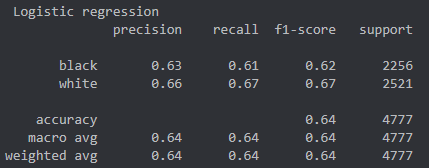 Logistic regression
precision recall f1-score support
black 0.63 0.61 0.62 2256
white 0.66 0.67 0.67 2521
accuracy 0.64 4777
macro avg 0.64 0.64 0.64 4777
weighted avg 0.64 0.64 0.64 4777